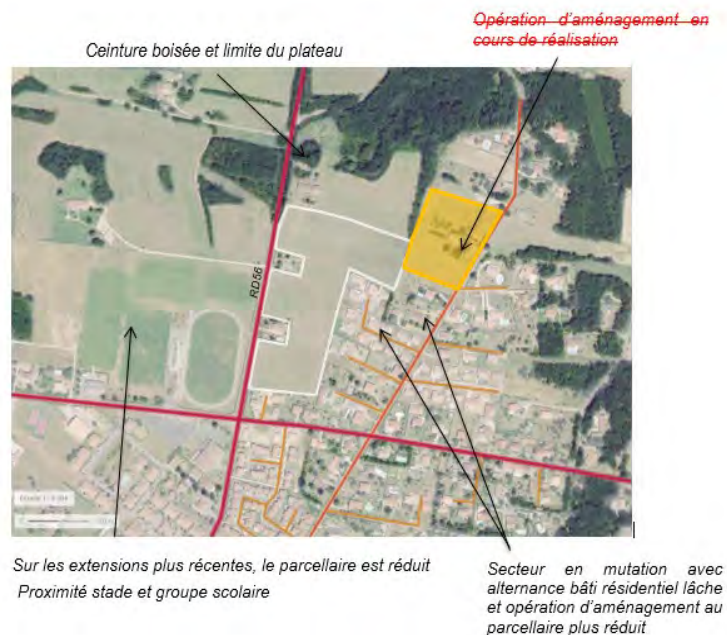 Opération d'aménagement en
cours de réalisation
Ceinture boisée et limite du plateau
RD56
Sur les extensions plus récentes, le parcellaire est réduit
Proximité stade et groupe scolaire
Secteur en mutation avec
alternance bâti résidentiel lâche
et opération d'aménagement au
parcellaire plus réduit